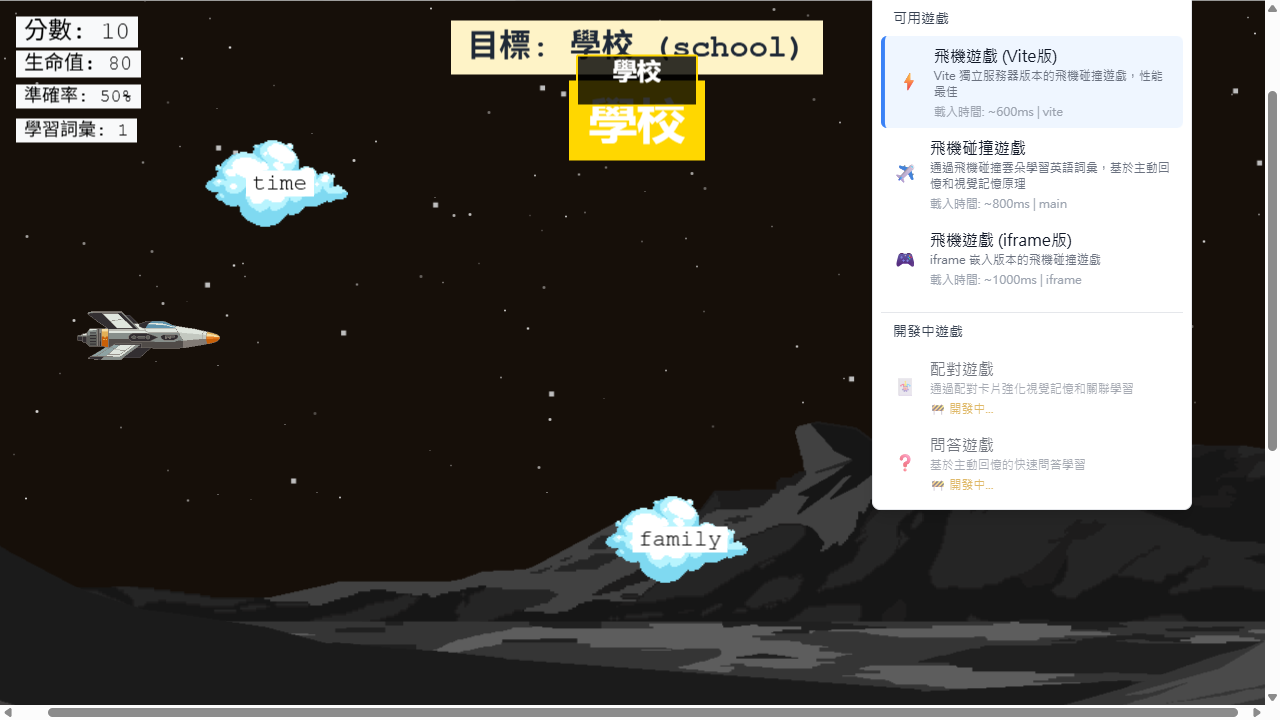 分數: 10
生命值: 80
準確率: 50%
學習詞彙: 1
目標: 學校 (school)
學校
學校
time
family
可用遊戲
飛機遊戲 (Vite版)
Vite 獨立服務器版本的飛機碰撞遊戲，性能
最佳
載入時間: ~600ms | vite
飛機碰撞遊戲
通過飛機碰撞雲朵學習英語詞彙，基於主動回
憶和視覺記憶原理
載入時間: ~800ms | main
飛機遊戲 (iframe版)
iframe 嵌入版本的飛機碰撞遊戲
載入時間: ~1000ms | iframe
開發中遊戲
配對遊戲
通過配對卡片強化視覺記憶和關聯學習
開發中...
問答遊戲
基於主動回憶的快速問答學習
開發中...